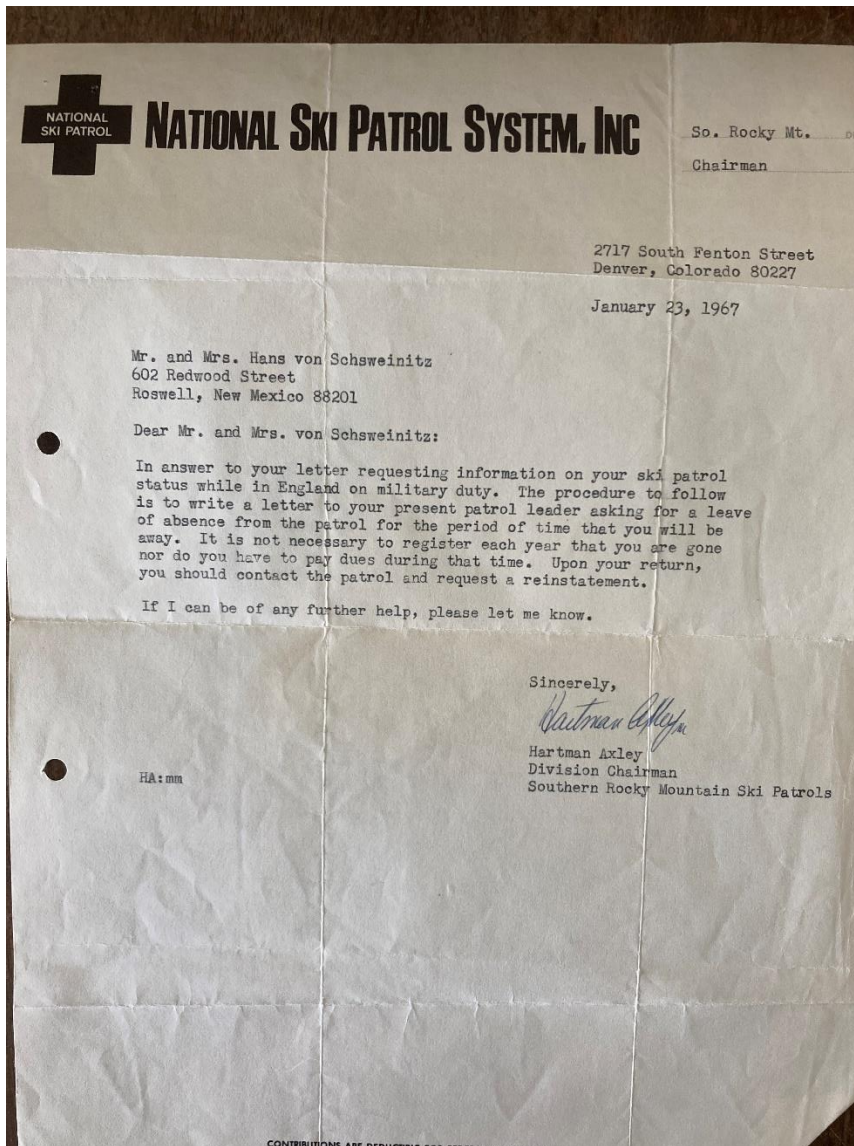 NATIONAL
SKI PATROL
NATIONAL SKI PATROL SYSTEM, INC
So. Rocky Mt.
Chairman
2717 South Fenton Street
Denver, Colorado 80227
January 23, 1967
Mr. and Mrs. Hans von Schsweinitz
602 Redwood Street
Roswell, New Mexico 88201
Dear Mr. and Mrs. von Schsweinitz:
In answer to your letter requesting information on your ski patrol
status while in England on military duty. The procedure to follow
is to write a letter to your present patrol leader asking for a leave
of absence from the patrol for the period of time that you will be
away. It is not necessary to register each year that you are gone
nor do you have to pay dues during that time. Upon your return,
you should contact the patrol and request a reinstatement.
If I can be of any further help, please let me know.
Sincerely,
Hartman Axley
Hartman Axley
Division Chairman
Southern Rocky Mountain Ski Patrols
HA:mm
CONTRIBUTIONS ARE